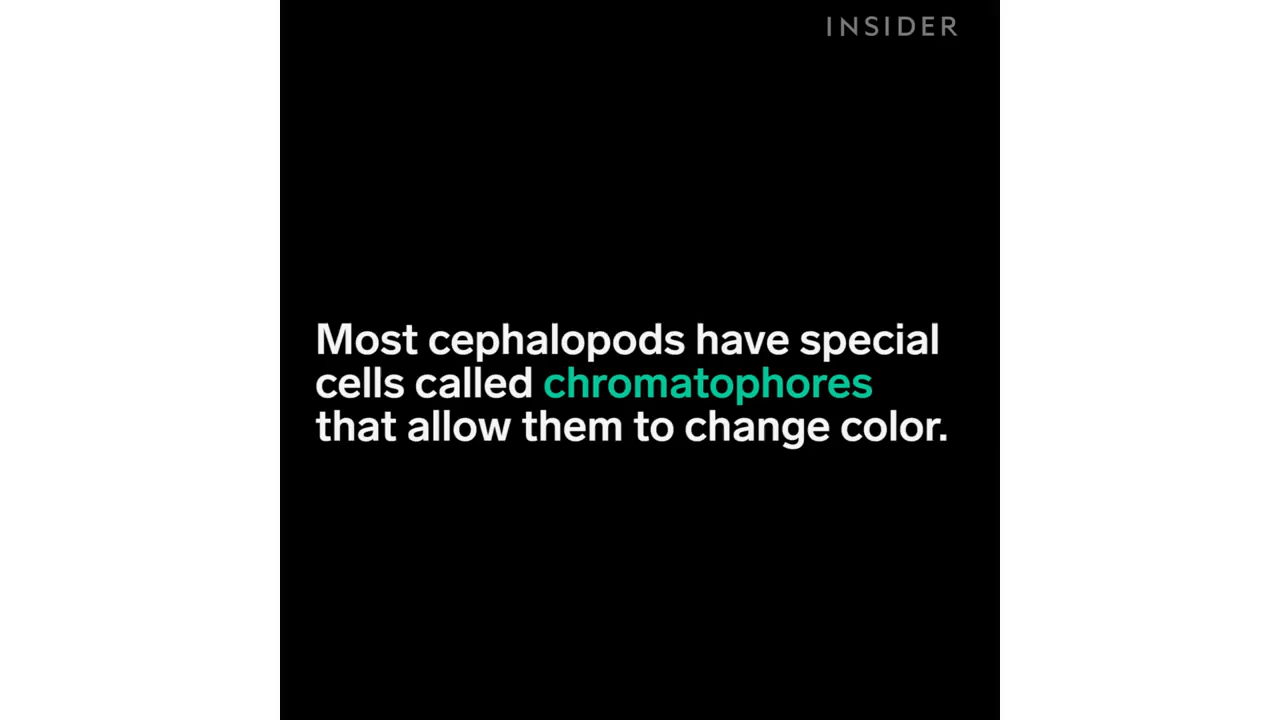 INSIDER
Most cephalopods have special
cells called chromatophores
that allow them to change color.